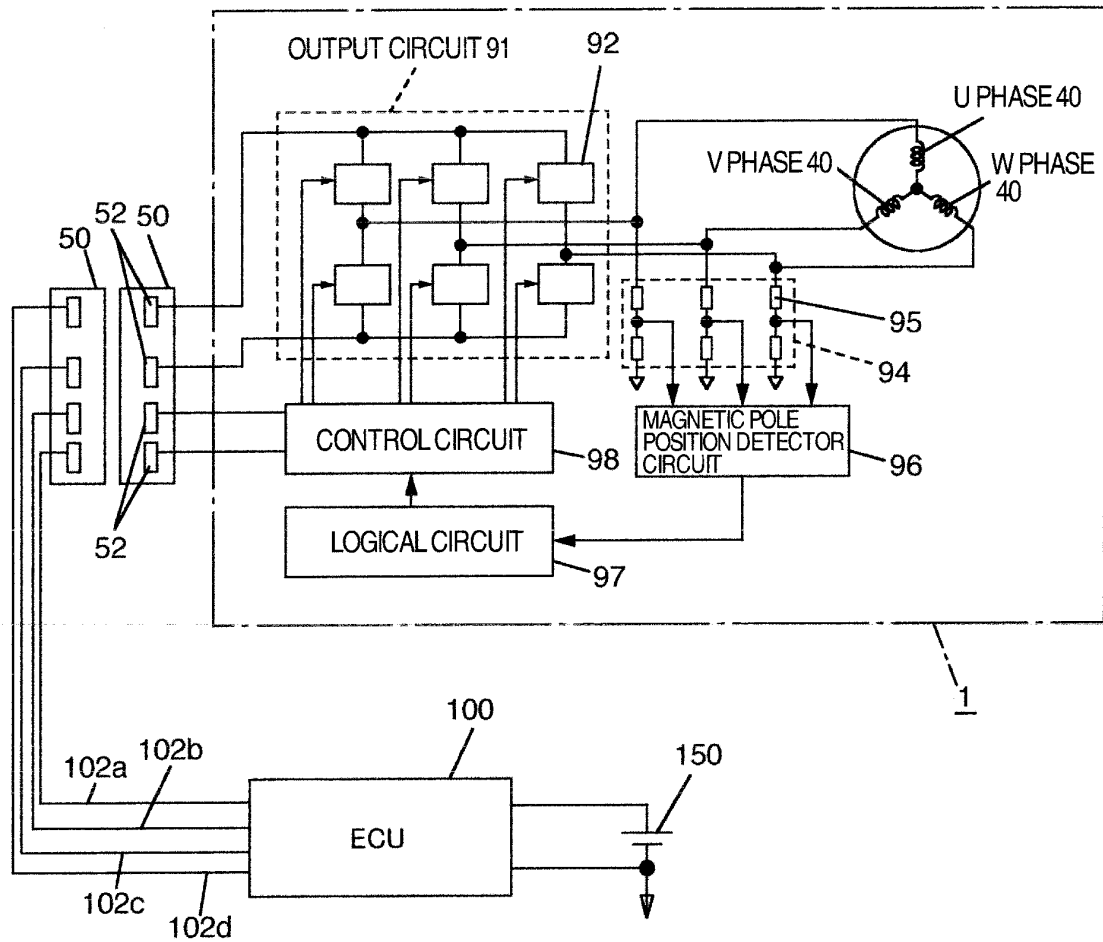 OUTPUT CIRCUIT 91
92
U PHASE 40
V PHASE 40
W PHASE
40
52
50
50
95
94
MAGNETIC POLE
POSITION DETECTOR
CIRCUIT
96
CONTROL CIRCUIT
98
52
LOGICAL CIRCUIT
97
1
100
102b
102a
150
ECU
102c
102d